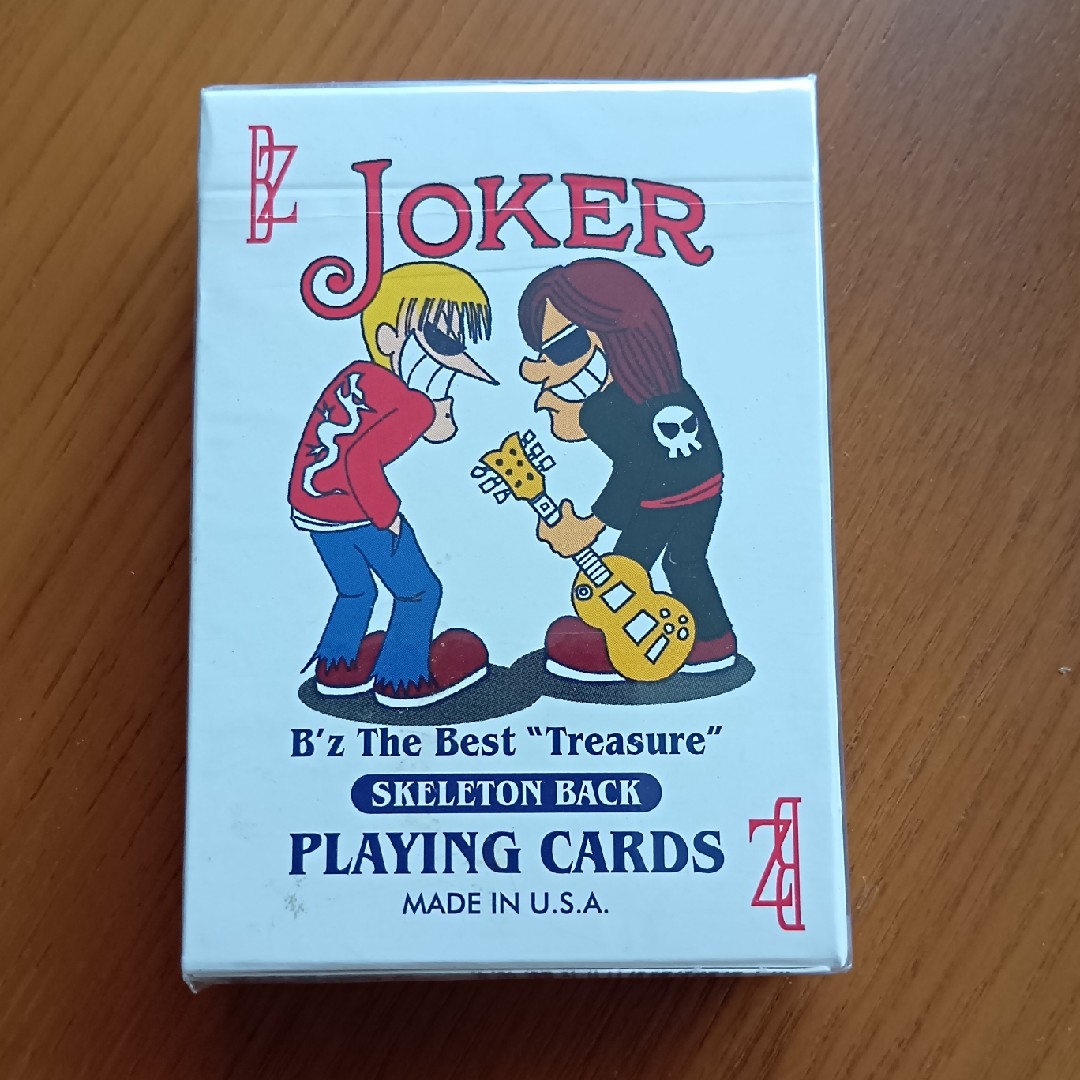 B'z
JOKER
B'z The Best “Treasure”
SKELETON BACK
PLAYING CARDS
MADE IN U.S.A.
B'z